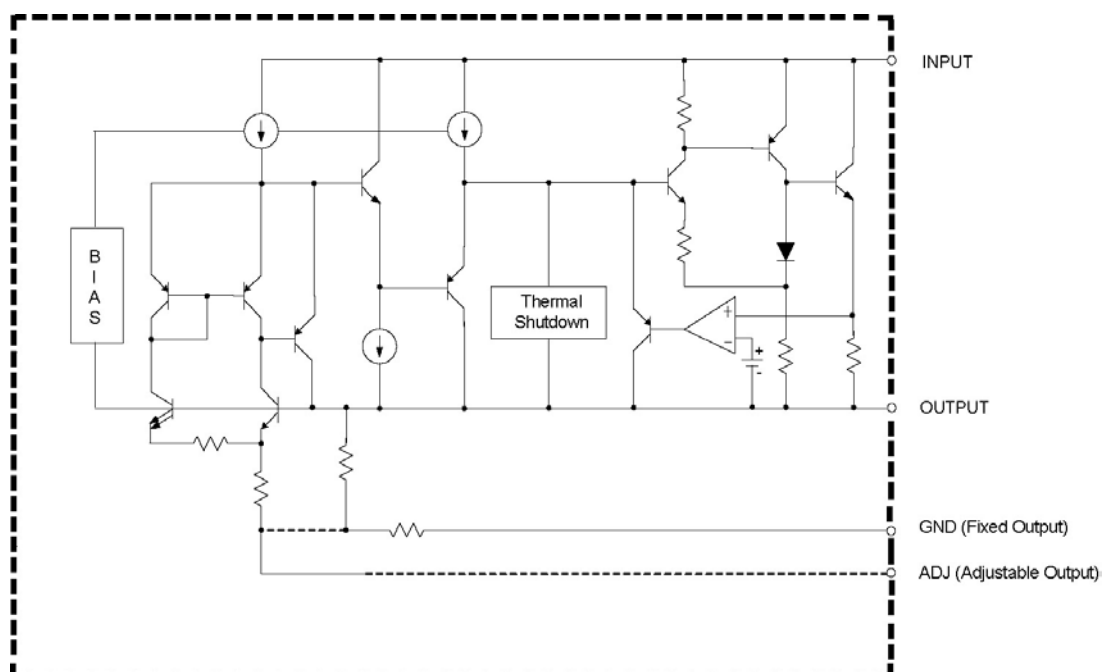 INPUT
B
I
A
S
Thermal
Shutdown
+
−
+
-
OUTPUT
GND (Fixed Output)
ADJ (Adjustable Output)